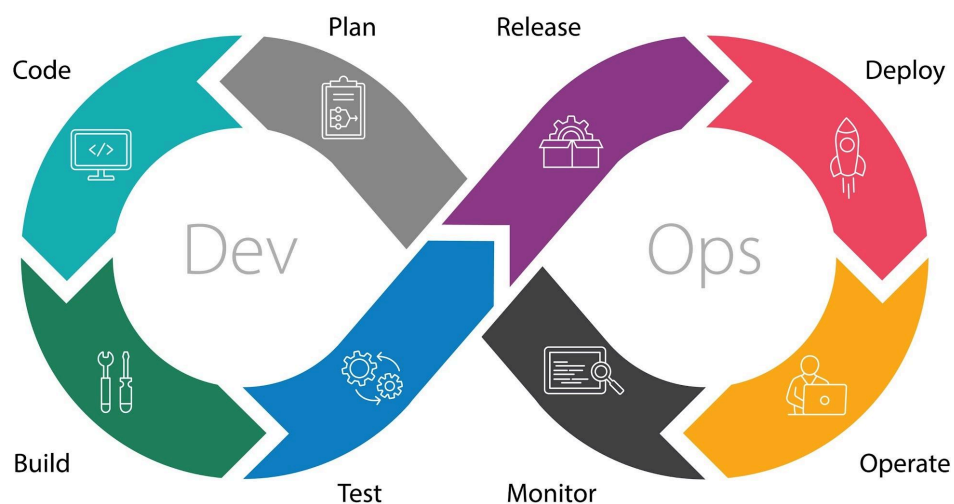 Plan
Release
Code
Deploy
</>
Dev
Ops
Build
Operate
Test
Monitor